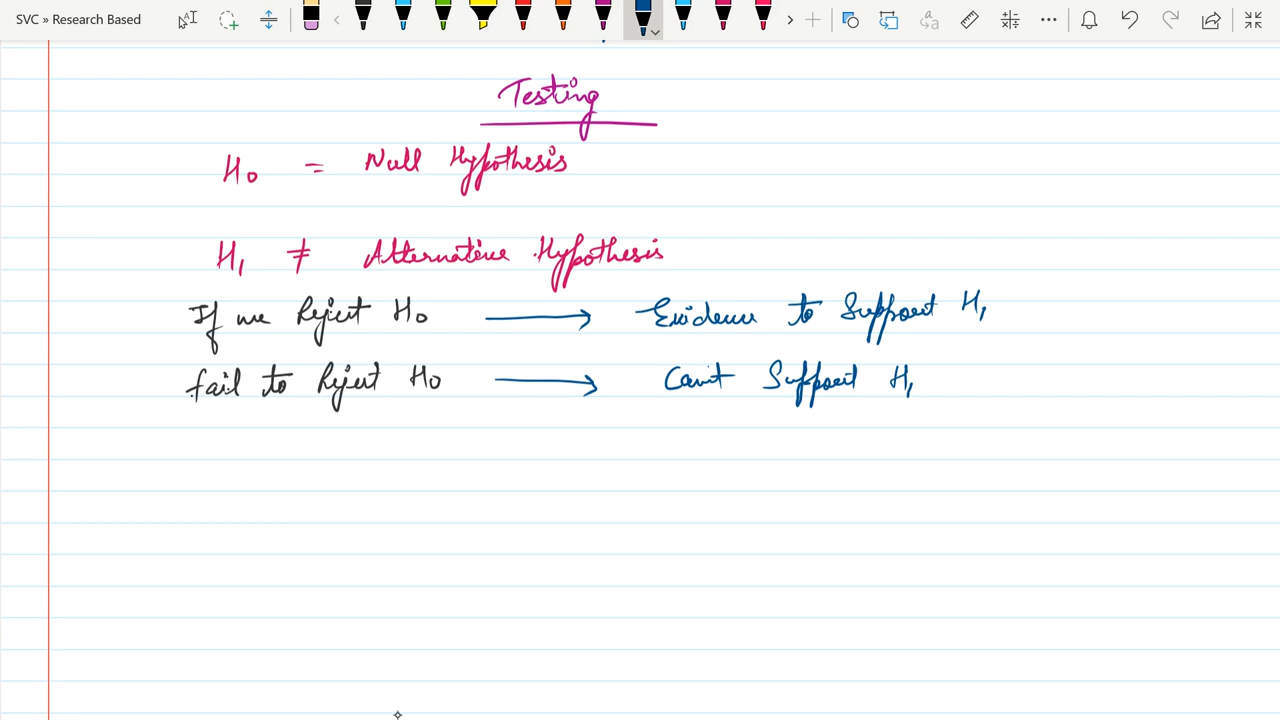 SVC » Research Based
Testing
H₀ = Null Hypothesis
H₁ ≠ Alternative Hypothesis
If we Reject H₀ → Evidence to Support H₁
fail to Reject H₀ → Can't Support H₁